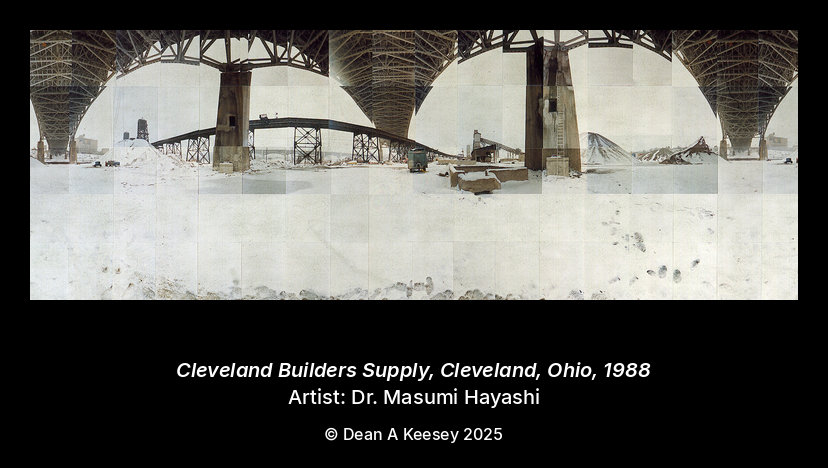 Cleveland Builders Supply, Cleveland, Ohio, 1988
Artist: Dr. Masumi Hayashi
© Dean A Keesey 2025